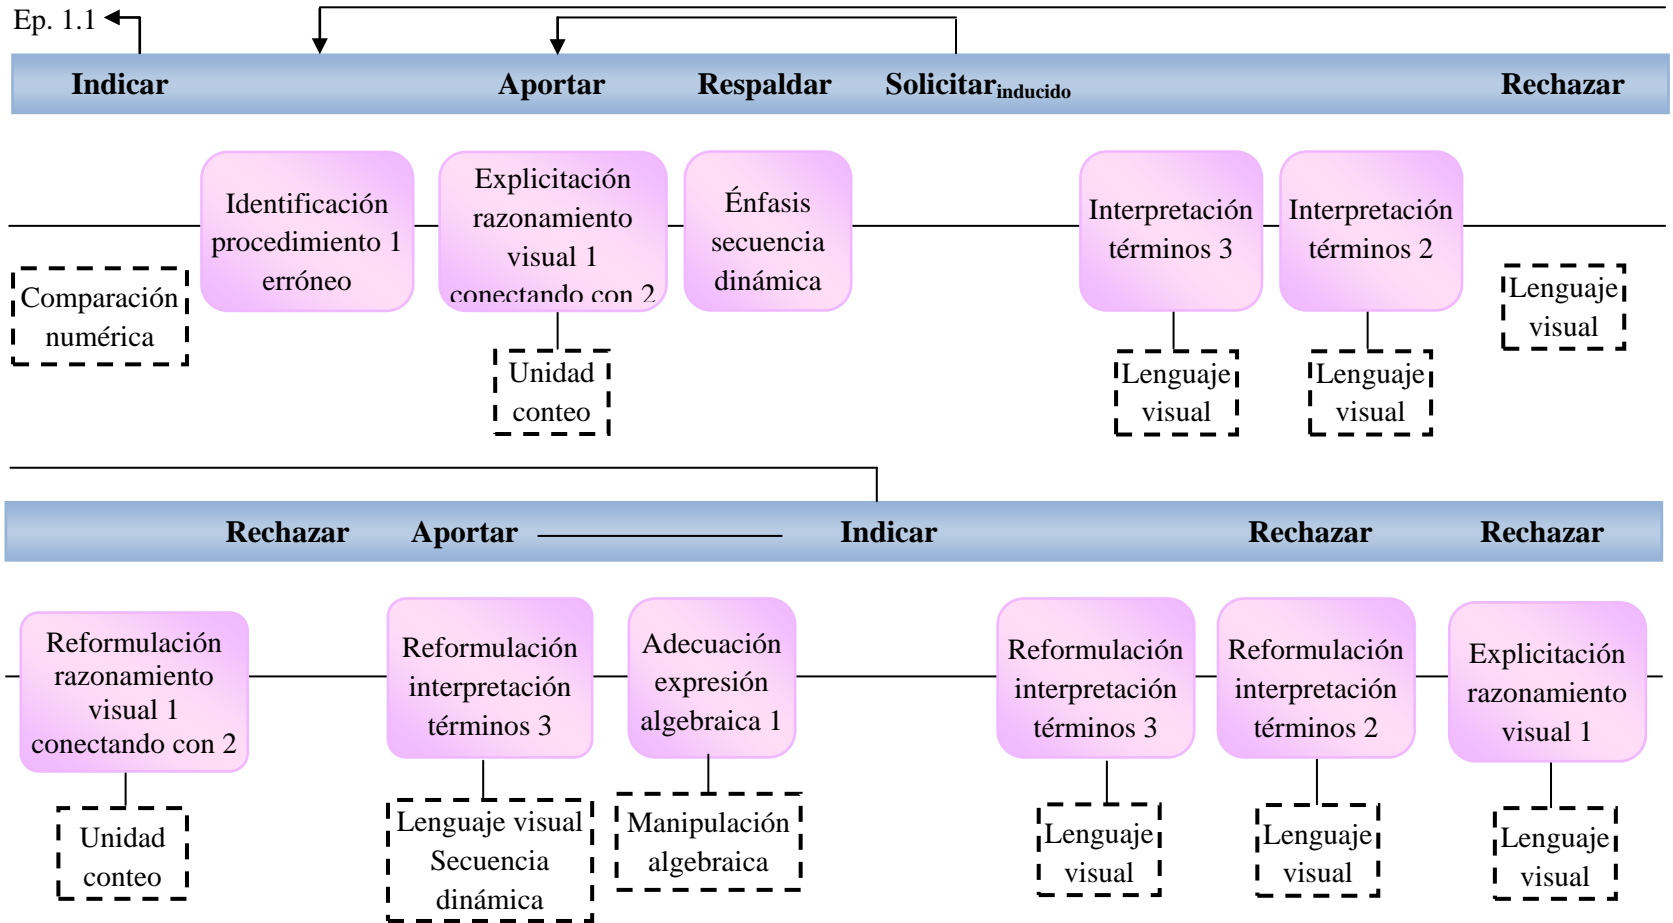 Ep. 1.1
Indicar
Aportar
Respaldar
Solicitarinducido
Rechazar
Identificación
procedimiento 1
erróneo
Explicitación
razonamiento
visual 1
conectando con 2
Énfasis
secuencia
dinámica
Interpretación
términos 3
Interpretación
términos 2
Comparación
numérica
Unidad
conteo
Lenguaje
visual
Lenguaje
visual
Lenguaje
visual
Rechazar
Aportar
Indicar
Rechazar
Rechazar
Reformulación
razonamiento
visual 1
conectando con 2
Reformulación
interpretación
términos 3
Adecuación
expresión
algebraica 1
Reformulación
interpretación
términos 3
Reformulación
interpretación
términos 2
Explicitación
razonamiento
visual 1
Unidad
conteo
Lenguaje visual
Secuencia
dinámica
Manipulación
algebraica
Lenguaje
visual
Lenguaje
visual
Lenguaje
visual